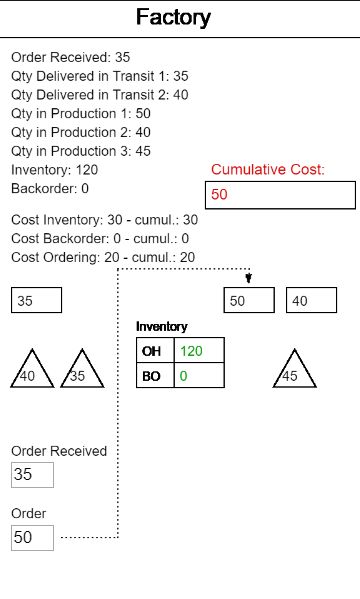 Factory
Order Received: 35
Qty Delivered in Transit 1: 35
Qty Delivered in Transit 2: 40
Qty in Production 1: 50
Qty in Production 2: 40
Qty in Production 3: 45
Inventory: 120
Backorder: 0
Cumulative Cost:
50
Cost Inventory: 30 - cumul.: 30
Cost Backorder: 0 - cumul.: 0
Cost Ordering: 20 - cumul.: 20
35
50
40
Inventory
OH 120
BO 0
40
35
45
Order Received
35
Order
50